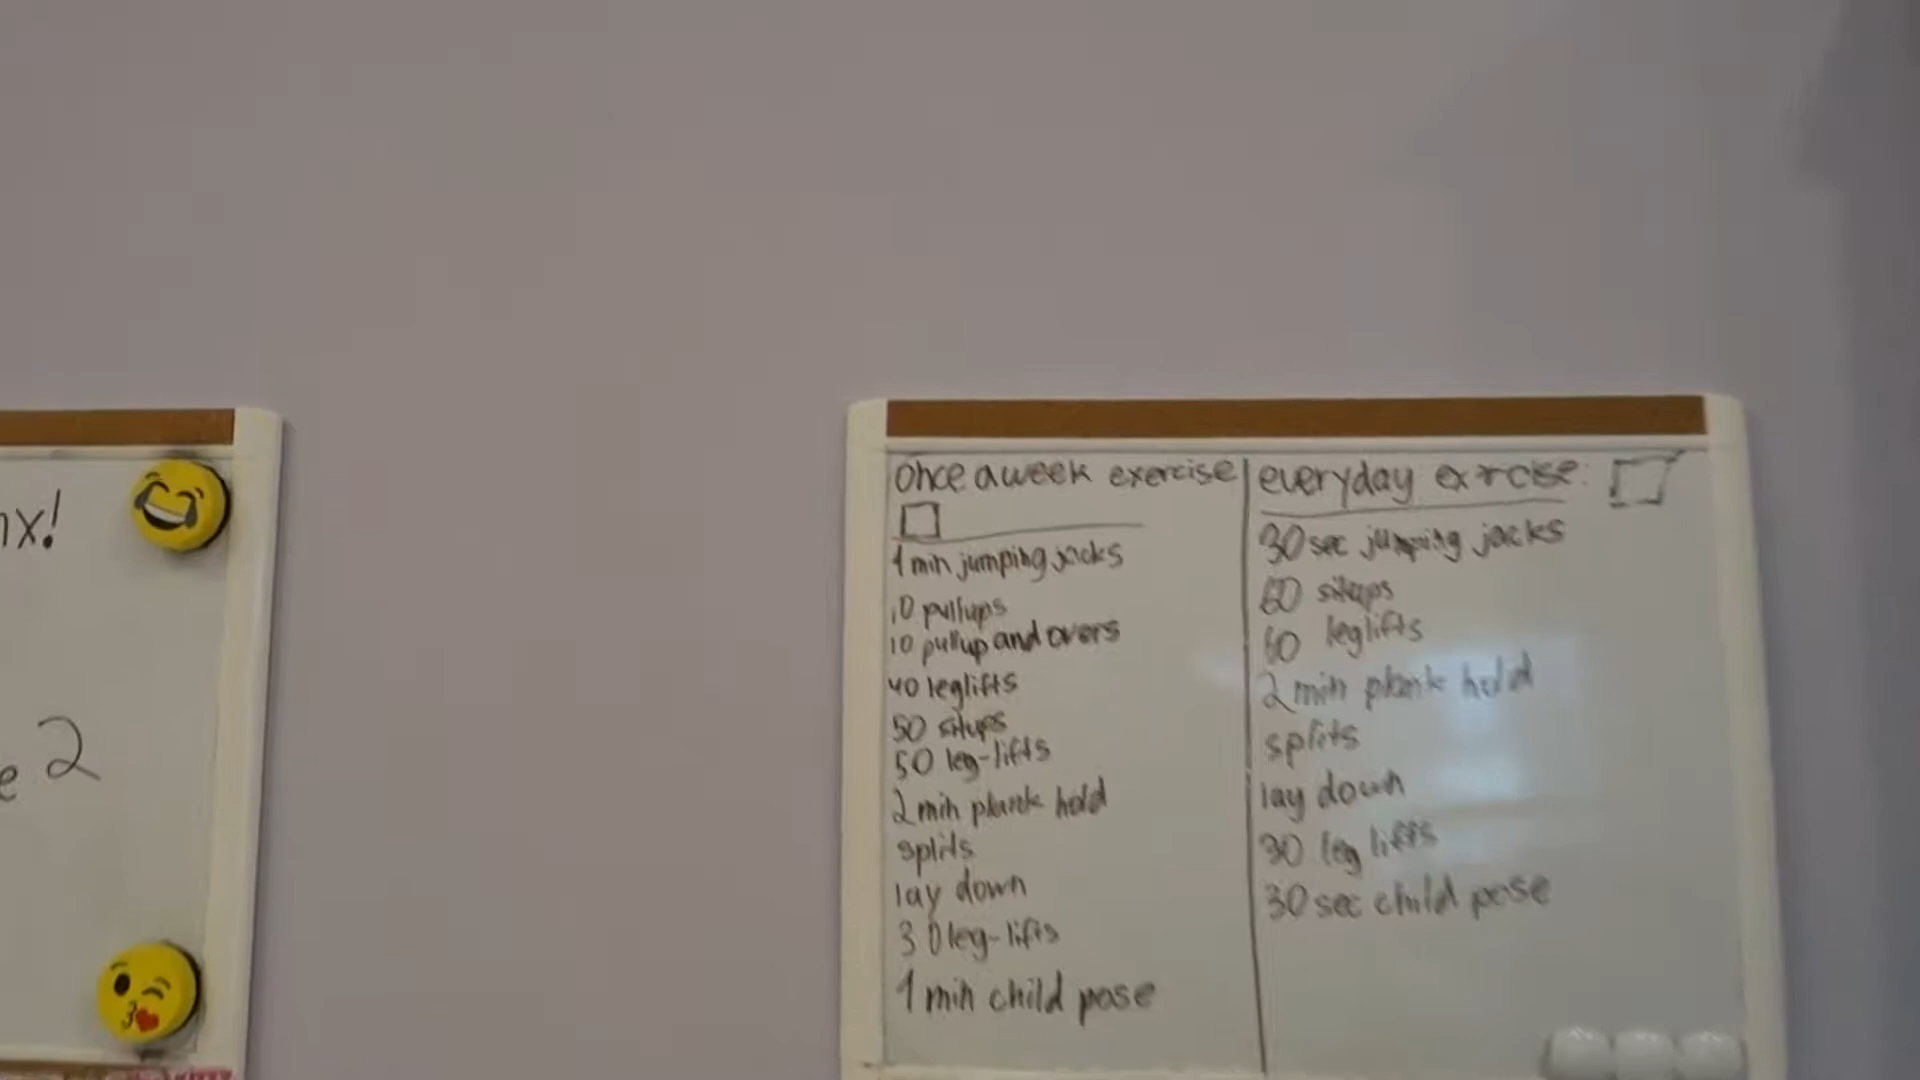 nx!
e 2
once a week exercise
1 min jumping jacks
10 pullups
10 pullup and overs
40 leglifts
50 situps
50 leg-lifts
2 min plank hold
splits
lay down
30 leg-lifts
1 min child pose
everyday exrcise:
30 sec jumping jacks
60 situps
60 leglifts
2 min plank hold
splits
lay down
30 leg lifts
30 sec child pose